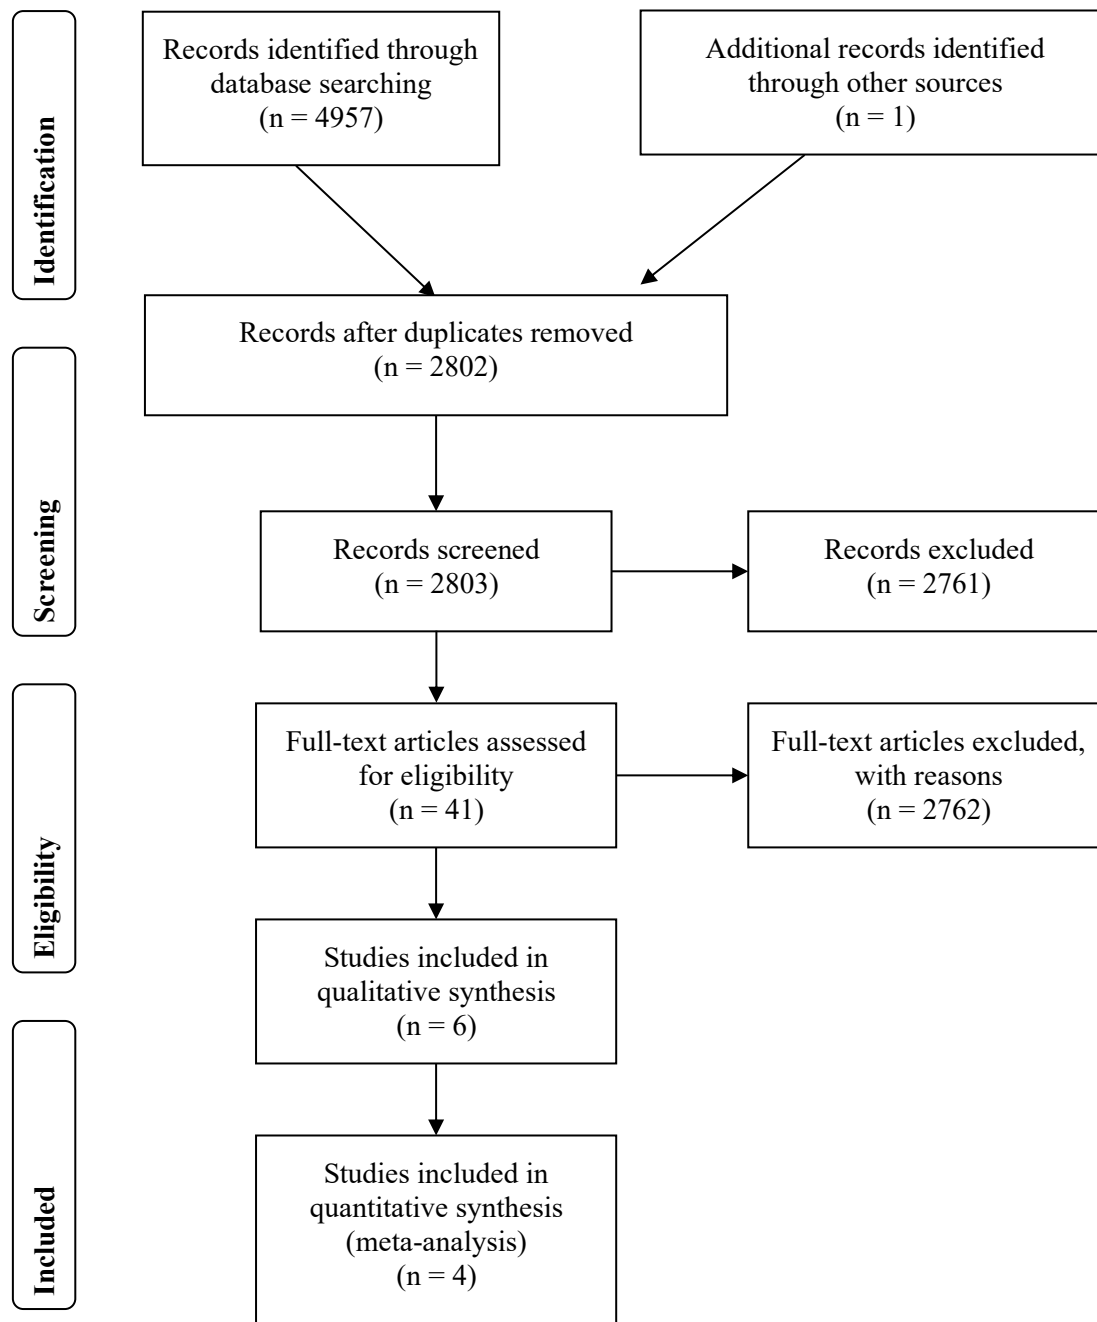 Identification
Records identified through
database searching
(n = 4957)
Additional records identified
through other sources
(n = 1)
Records after duplicates removed
(n = 2802)
Screening
Records screened
(n = 2803)
Records excluded
(n = 2761)
Eligibility
Full-text articles assessed
for eligibility
(n = 41)
Full-text articles excluded,
with reasons
(n = 2762)
Studies included in
qualitative synthesis
(n = 6)
Included
Studies included in
quantitative synthesis
(meta-analysis)
(n = 4)